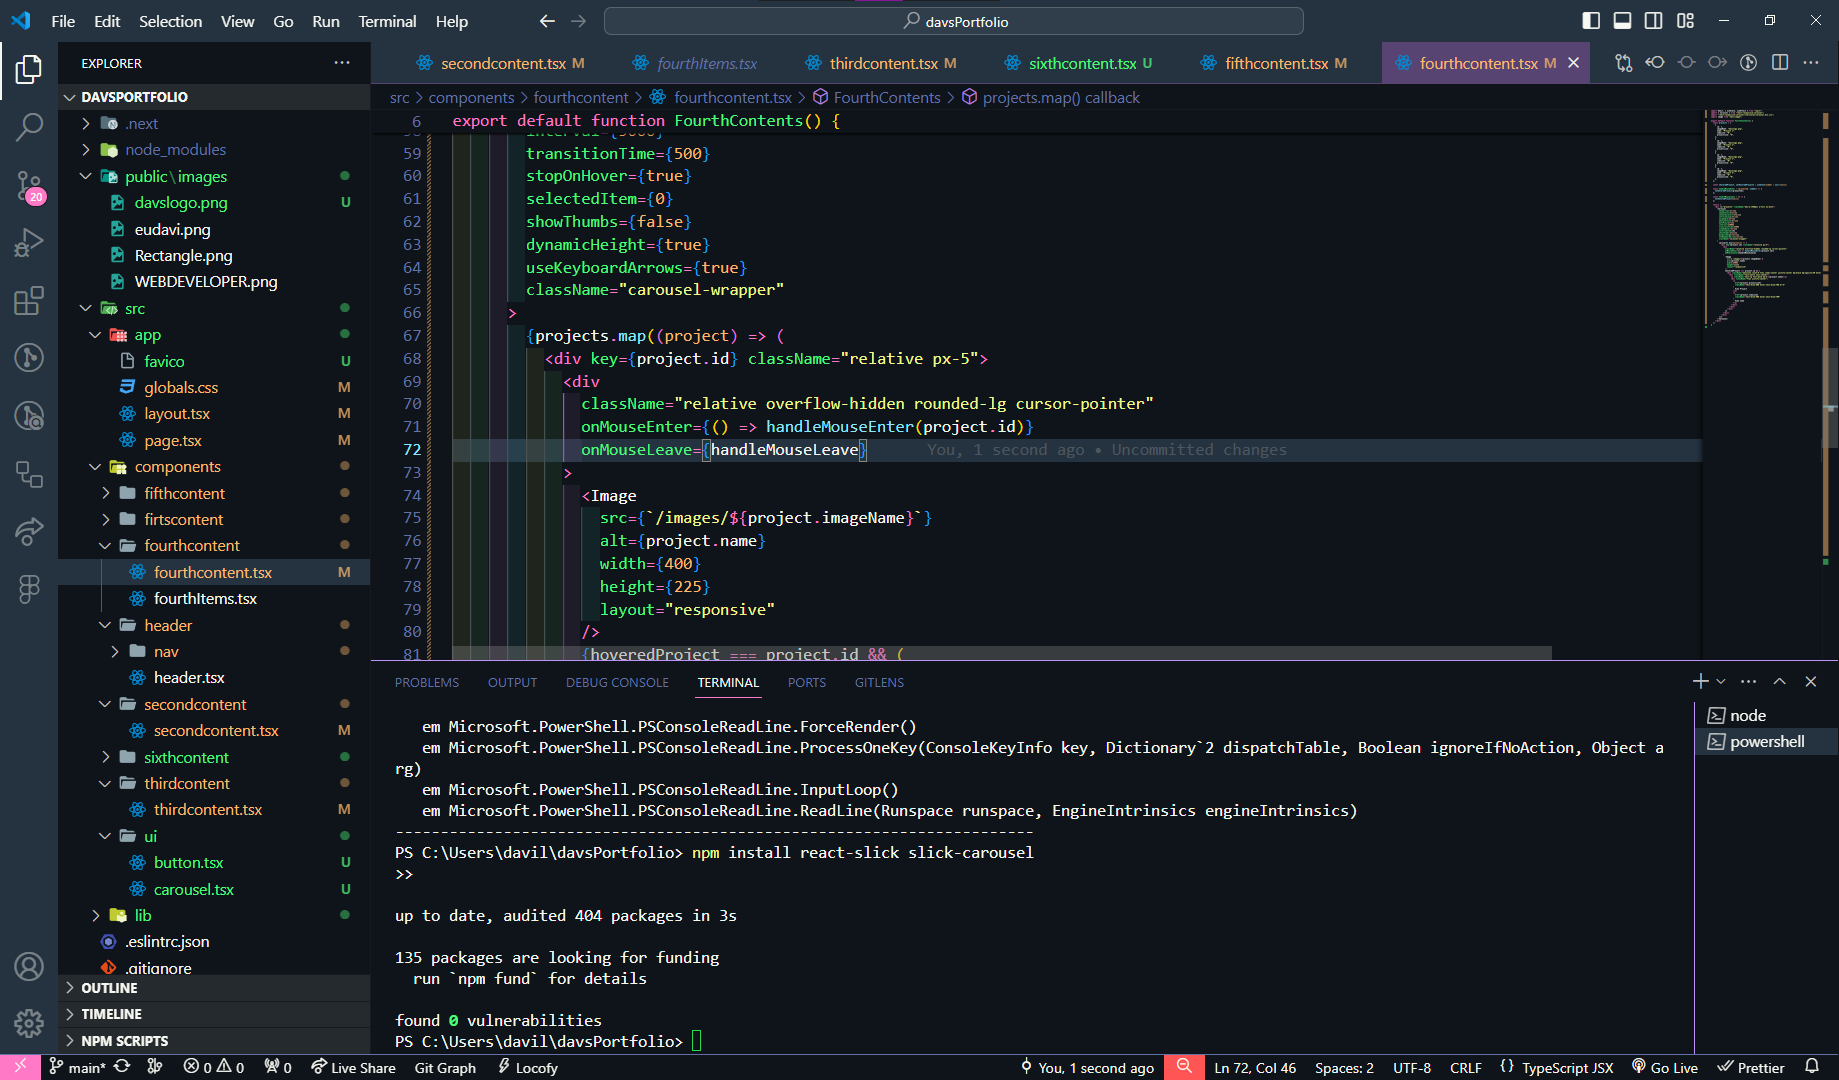 File Edit Selection View Go Run Terminal Help
davsPortfolio
EXPLORER
DAVSPORTFOLIO
.next
node_modules
public\images
davslogo.png U
eudavi.png
Rectangle.png
WEBDEVELOPER.png
src
app
favico U
globals.css M
layout.tsx M
page.tsx M
components
fifthcontent
firtscontent
fourthcontent
fourthcontent.tsx M
fourthItems.tsx
header
nav
header.tsx
secondcontent
secondcontent.tsx M
sixthcontent
thirdcontent
thirdcontent.tsx M
ui
button.tsx U
carousel.tsx U
lib
.eslintrc.json
.gitignore
OUTLINE
TIMELINE
NPM SCRIPTS
20
secondcontent.tsx M fourthItems.tsx thirdcontent.tsx M sixthcontent.tsx U fifthcontent.tsx M fourthcontent.tsx M
src > components > fourthcontent > fourthcontent.tsx > FourthContents > projects.map() callback
6 export default function FourthContents() {
59 transitionTime={500}
60 stopOnHover={true}
61 selectedItem={0}
62 showThumbs={false}
63 dynamicHeight={true}
64 useKeyboardArrows={true}
65 className="carousel-wrapper"
66 >
67 {projects.map((project) => (
68 <div key={project.id} className="relative px-5">
69 <div
70 className="relative overflow-hidden rounded-lg cursor-pointer"
71 onMouseEnter={() => handleMouseEnter(project.id)}
72 onMouseLeave={handleMouseLeave} You, 1 second ago • Uncommitted changes
73 >
74 <Image
75 src={`/images/${project.imageName}`}
76 alt={project.name}
77 width={400}
78 height={225}
79 layout="responsive"
80 />
81 {hoveredProject === project.id && (
PROBLEMS OUTPUT DEBUG CONSOLE TERMINAL PORTS GITLENS
em Microsoft.PowerShell.PSConsoleReadLine.ForceRender()
em Microsoft.PowerShell.PSConsoleReadLine.ProcessOneKey(ConsoleKeyInfo key, Dictionary`2 dispatchTable, Boolean ignoreIfNoAction, Object a
rg)
em Microsoft.PowerShell.PSConsoleReadLine.InputLoop()
em Microsoft.PowerShell.PSConsoleReadLine.ReadLine(Runspace runspace, EngineIntrinsics engineIntrinsics)
-----------------------------------------------------------------------
PS C:\Users\davil\davsPortfolio> npm install react-slick slick-carousel
>>
up to date, audited 404 packages in 3s
135 packages are looking for funding
run `npm fund` for details
found 0 vulnerabilities
PS C:\Users\davil\davsPortfolio>
node
powershell
main* 0 0 0 Live Share Git Graph Locofy You, 1 second ago Ln 72, Col 46 Spaces: 2 UTF-8 CRLF {} TypeScript JSX Go Live Prettier